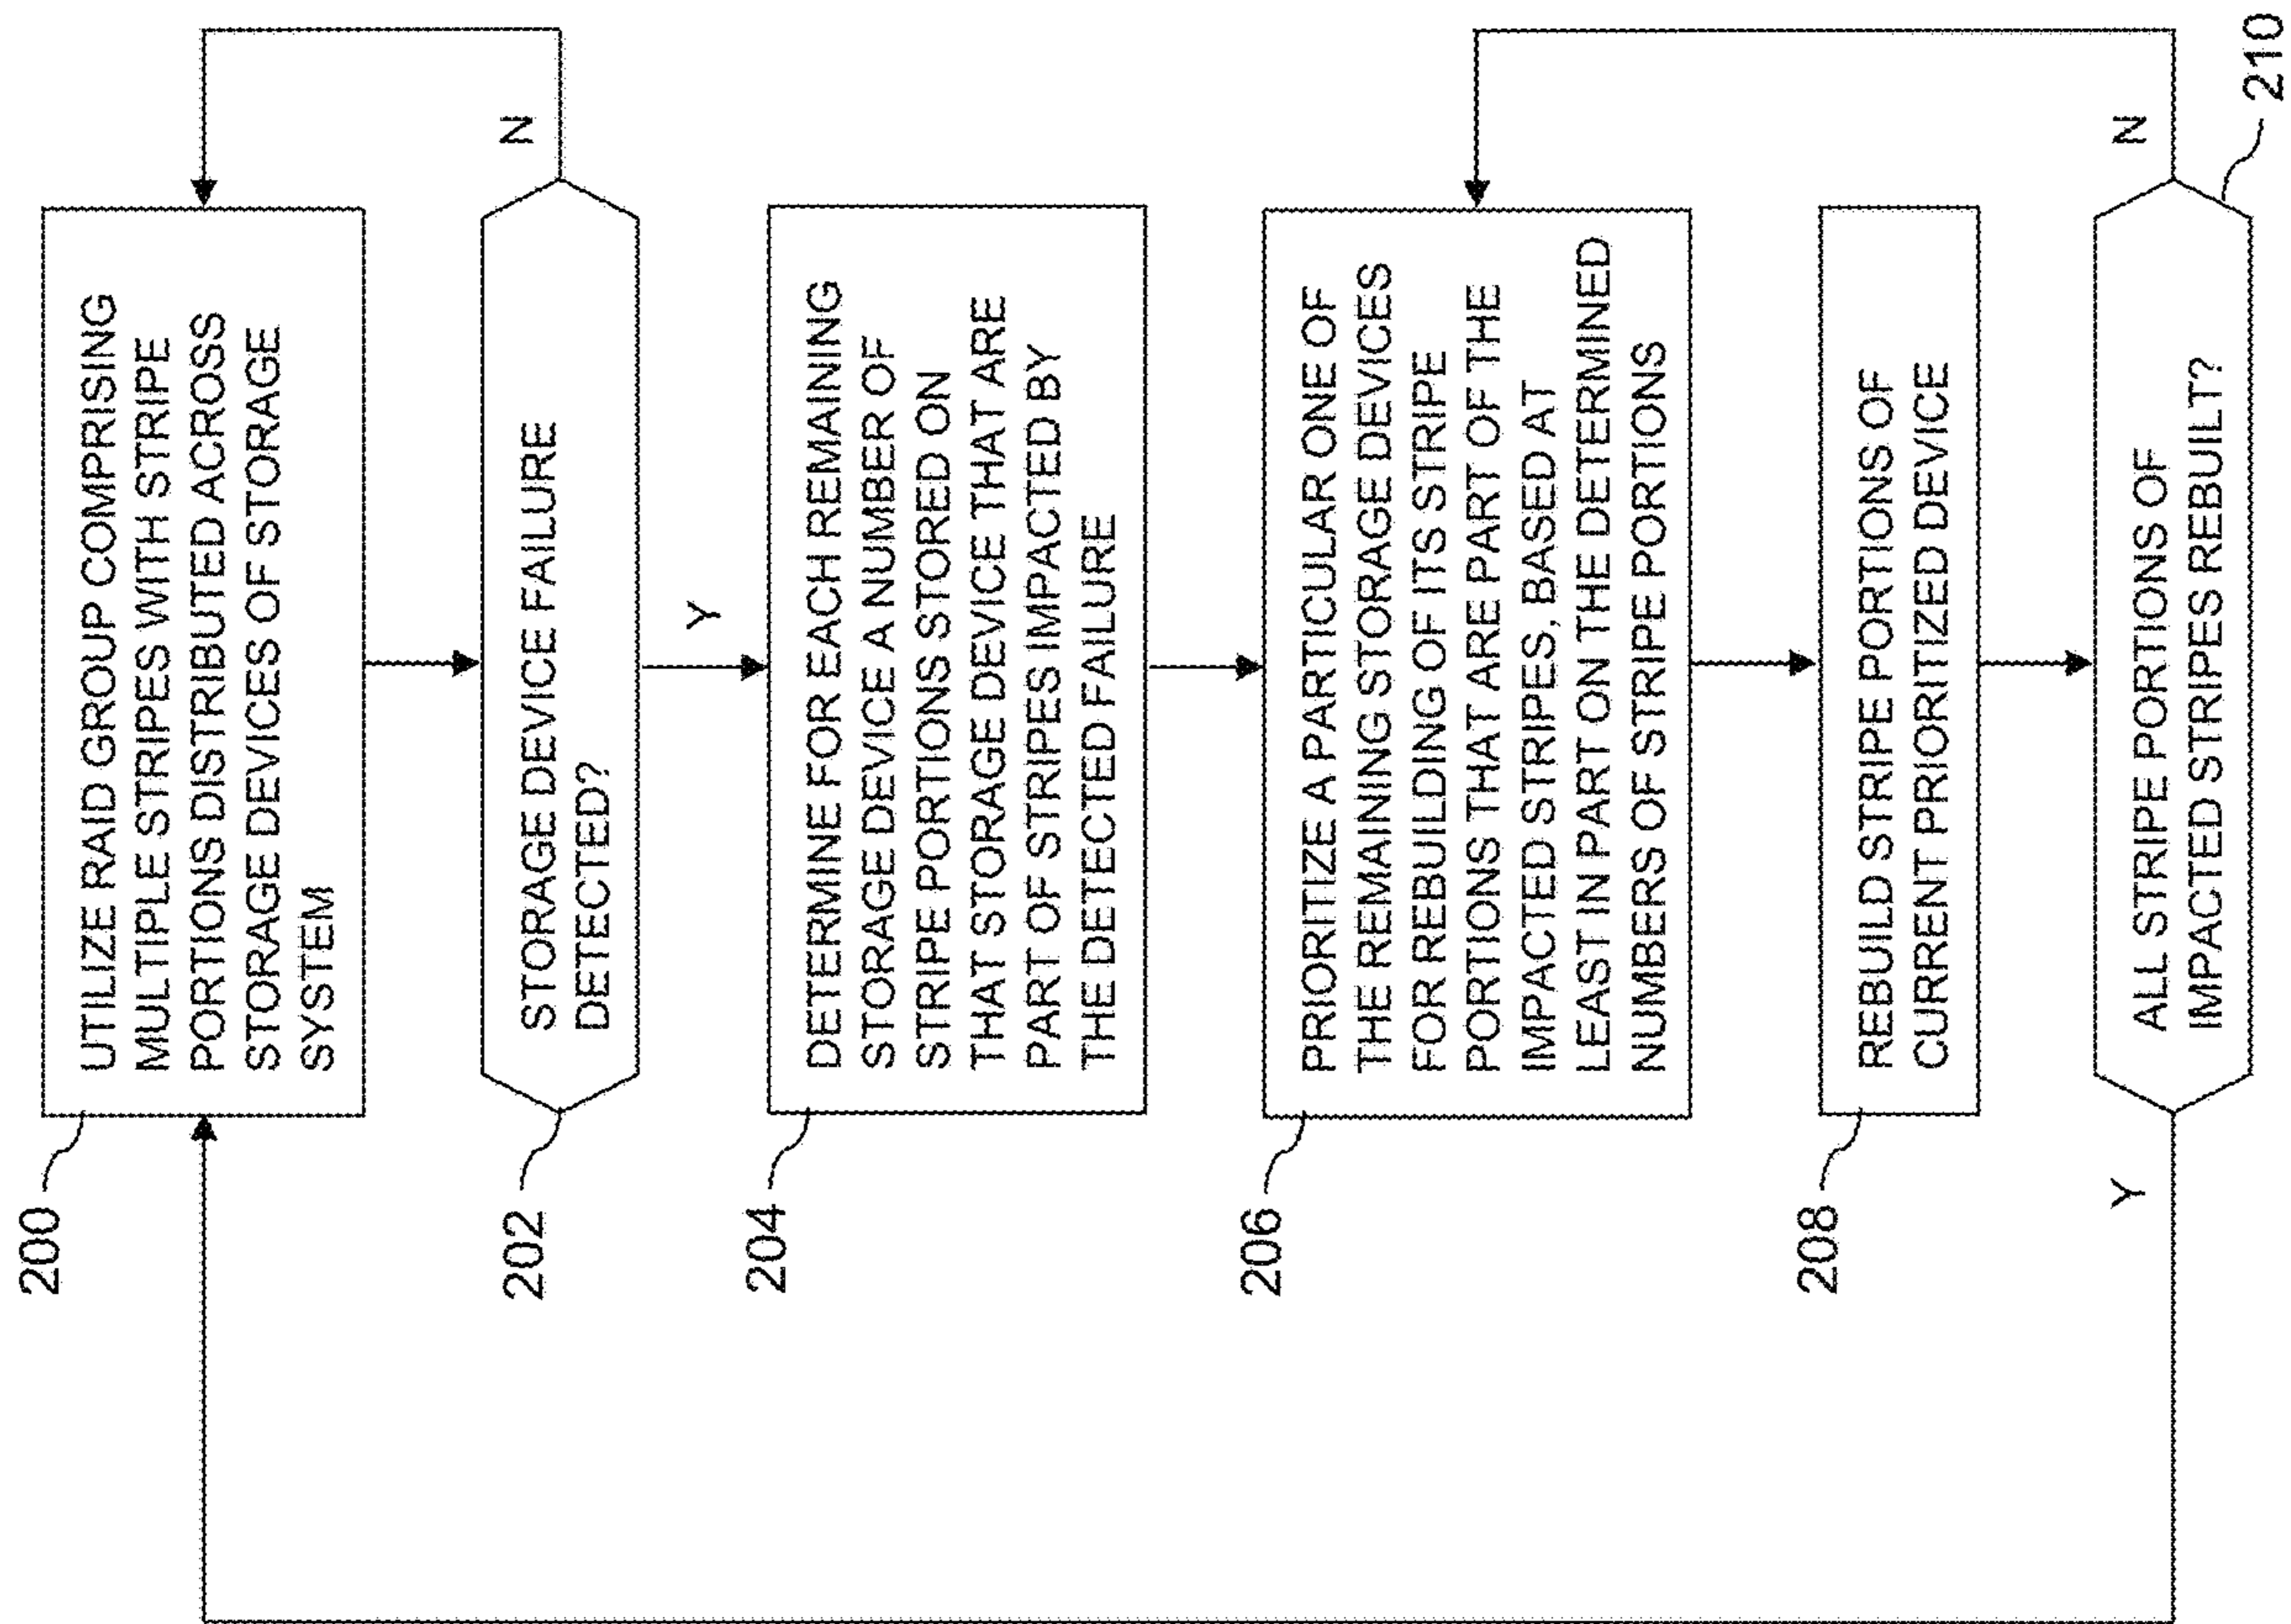 200
UTILIZE RAID GROUP COMPRISING
MULTIPLE STRIPES WITH STRIPE
PORTIONS DISTRIBUTED ACROSS
STORAGE DEVICES OF STORAGE
SYSTEM
202
STORAGE DEVICE FAILURE
DETECTED?
N
Y
204
DETERMINE FOR EACH REMAINING
STORAGE DEVICE A NUMBER OF
STRIPE PORTIONS STORED ON
THAT STORAGE DEVICE THAT ARE
PART OF STRIPES IMPACTED BY
THE DETECTED FAILURE
206
PRIORITIZE A PARTICULAR ONE OF
THE REMAINING STORAGE DEVICES
FOR REBUILDING OF ITS STRIPE
PORTIONS THAT ARE PART OF THE
IMPACTED STRIPES, BASED AT
LEAST IN PART ON THE DETERMINED
NUMBERS OF STRIPE PORTIONS
208
REBUILD STRIPE PORTIONS OF
CURRENT PRIORITIZED DEVICE
Y
ALL STRIPE PORTIONS OF
IMPACTED STRIPES REBUILT?
N
210